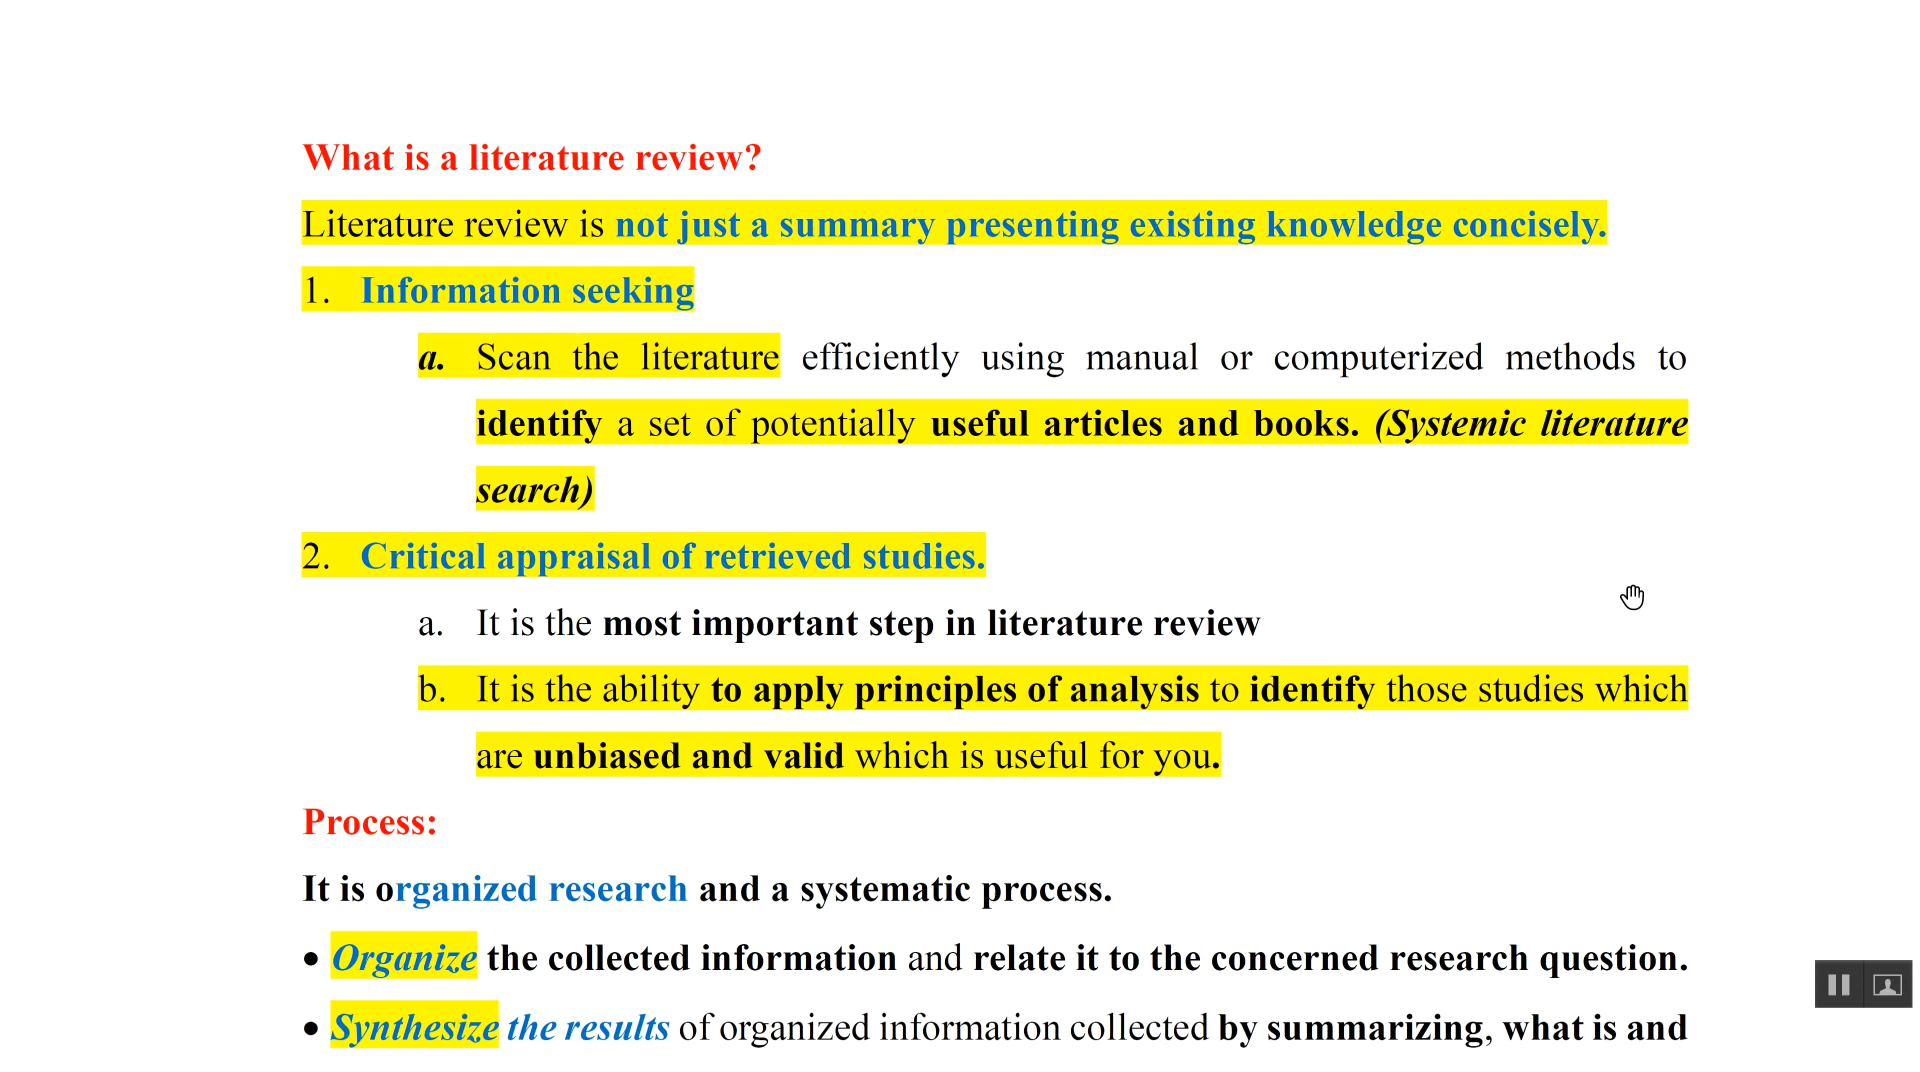 What is a literature review?
Literature review is not just a summary presenting existing knowledge concisely.
1. Information seeking
a. Scan the literature efficiently using manual or computerized methods to
identify a set of potentially useful articles and books. (Systemic literature
search)
2. Critical appraisal of retrieved studies.
a. It is the most important step in literature review
b. It is the ability to apply principles of analysis to identify those studies which
are unbiased and valid which is useful for you.
Process:
It is organized research and a systematic process.
• Organize the collected information and relate it to the concerned research question.
• Synthesize the results of organized information collected by summarizing, what is and